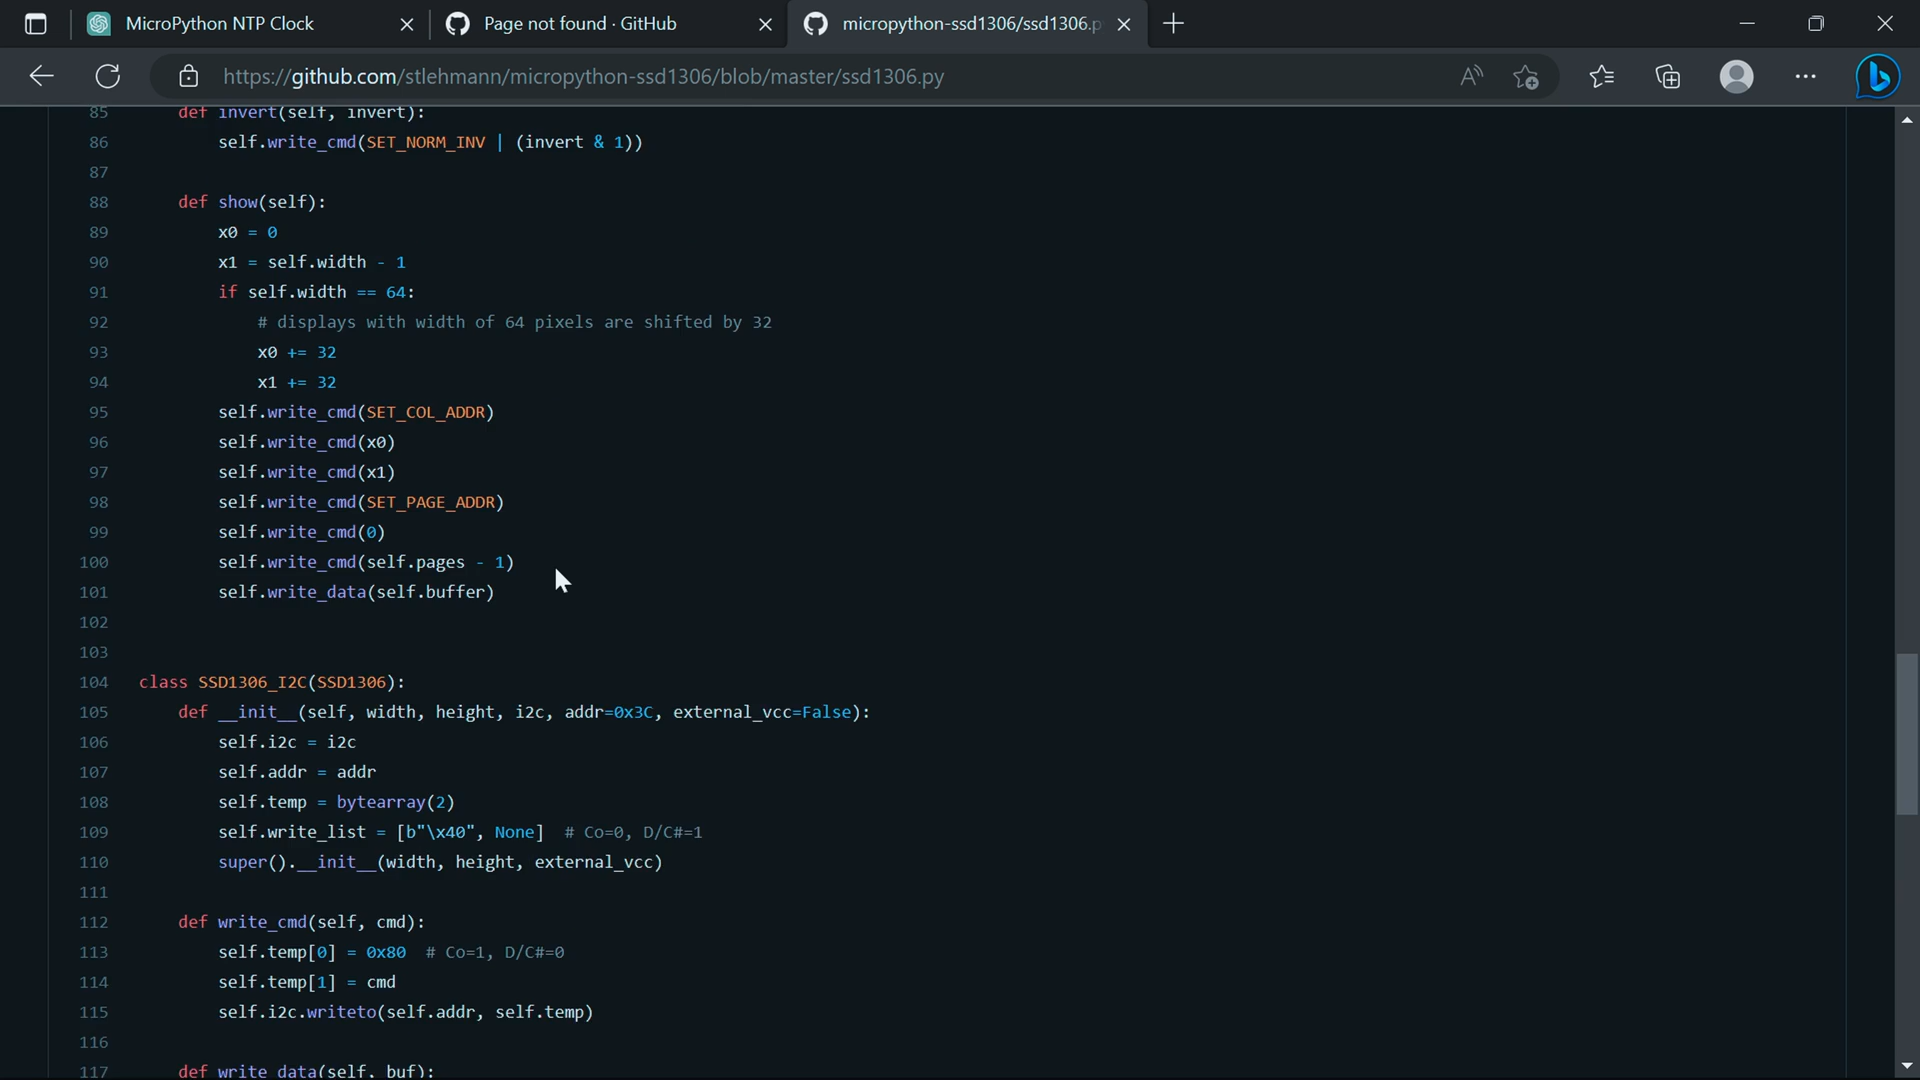 MicroPython NTP Clock
Page not found · GitHub
micropython-ssd1306/ssd1306.p
https://github.com/stlehmann/micropython-ssd1306/blob/master/ssd1306.py
85 def invert(self, invert):
86 self.write_cmd(SET_NORM_INV | (invert & 1))
87
88 def show(self):
89 x0 = 0
90 x1 = self.width - 1
91 if self.width == 64:
92 # displays with width of 64 pixels are shifted by 32
93 x0 += 32
94 x1 += 32
95 self.write_cmd(SET_COL_ADDR)
96 self.write_cmd(x0)
97 self.write_cmd(x1)
98 self.write_cmd(SET_PAGE_ADDR)
99 self.write_cmd(0)
100 self.write_cmd(self.pages - 1)
101 self.write_data(self.buffer)
102
103
104 class SSD1306_I2C(SSD1306):
105 def __init__(self, width, height, i2c, addr=0x3C, external_vcc=False):
106 self.i2c = i2c
107 self.addr = addr
108 self.temp = bytearray(2)
109 self.write_list = [b"\x40", None] # Co=0, D/C#=1
110 super().__init__(width, height, external_vcc)
111
112 def write_cmd(self, cmd):
113 self.temp[0] = 0x80 # Co=1, D/C#=0
114 self.temp[1] = cmd
115 self.i2c.writeto(self.addr, self.temp)
116
117 def write_data(self, buf):